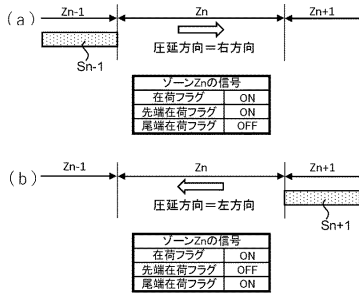 Zn-1 Zn Zn+1
(a)
圧延方向=右方向
Sn-1
ゾーンZnの信号
在荷フラグ ON
先端在荷フラグ ON
尾端在荷フラグ OFF
Zn-1 Zn Zn+1
(b)
圧延方向=左方向
Sn+1
ゾーンZnの信号
在荷フラグ ON
先端在荷フラグ OFF
尾端在荷フラグ ON